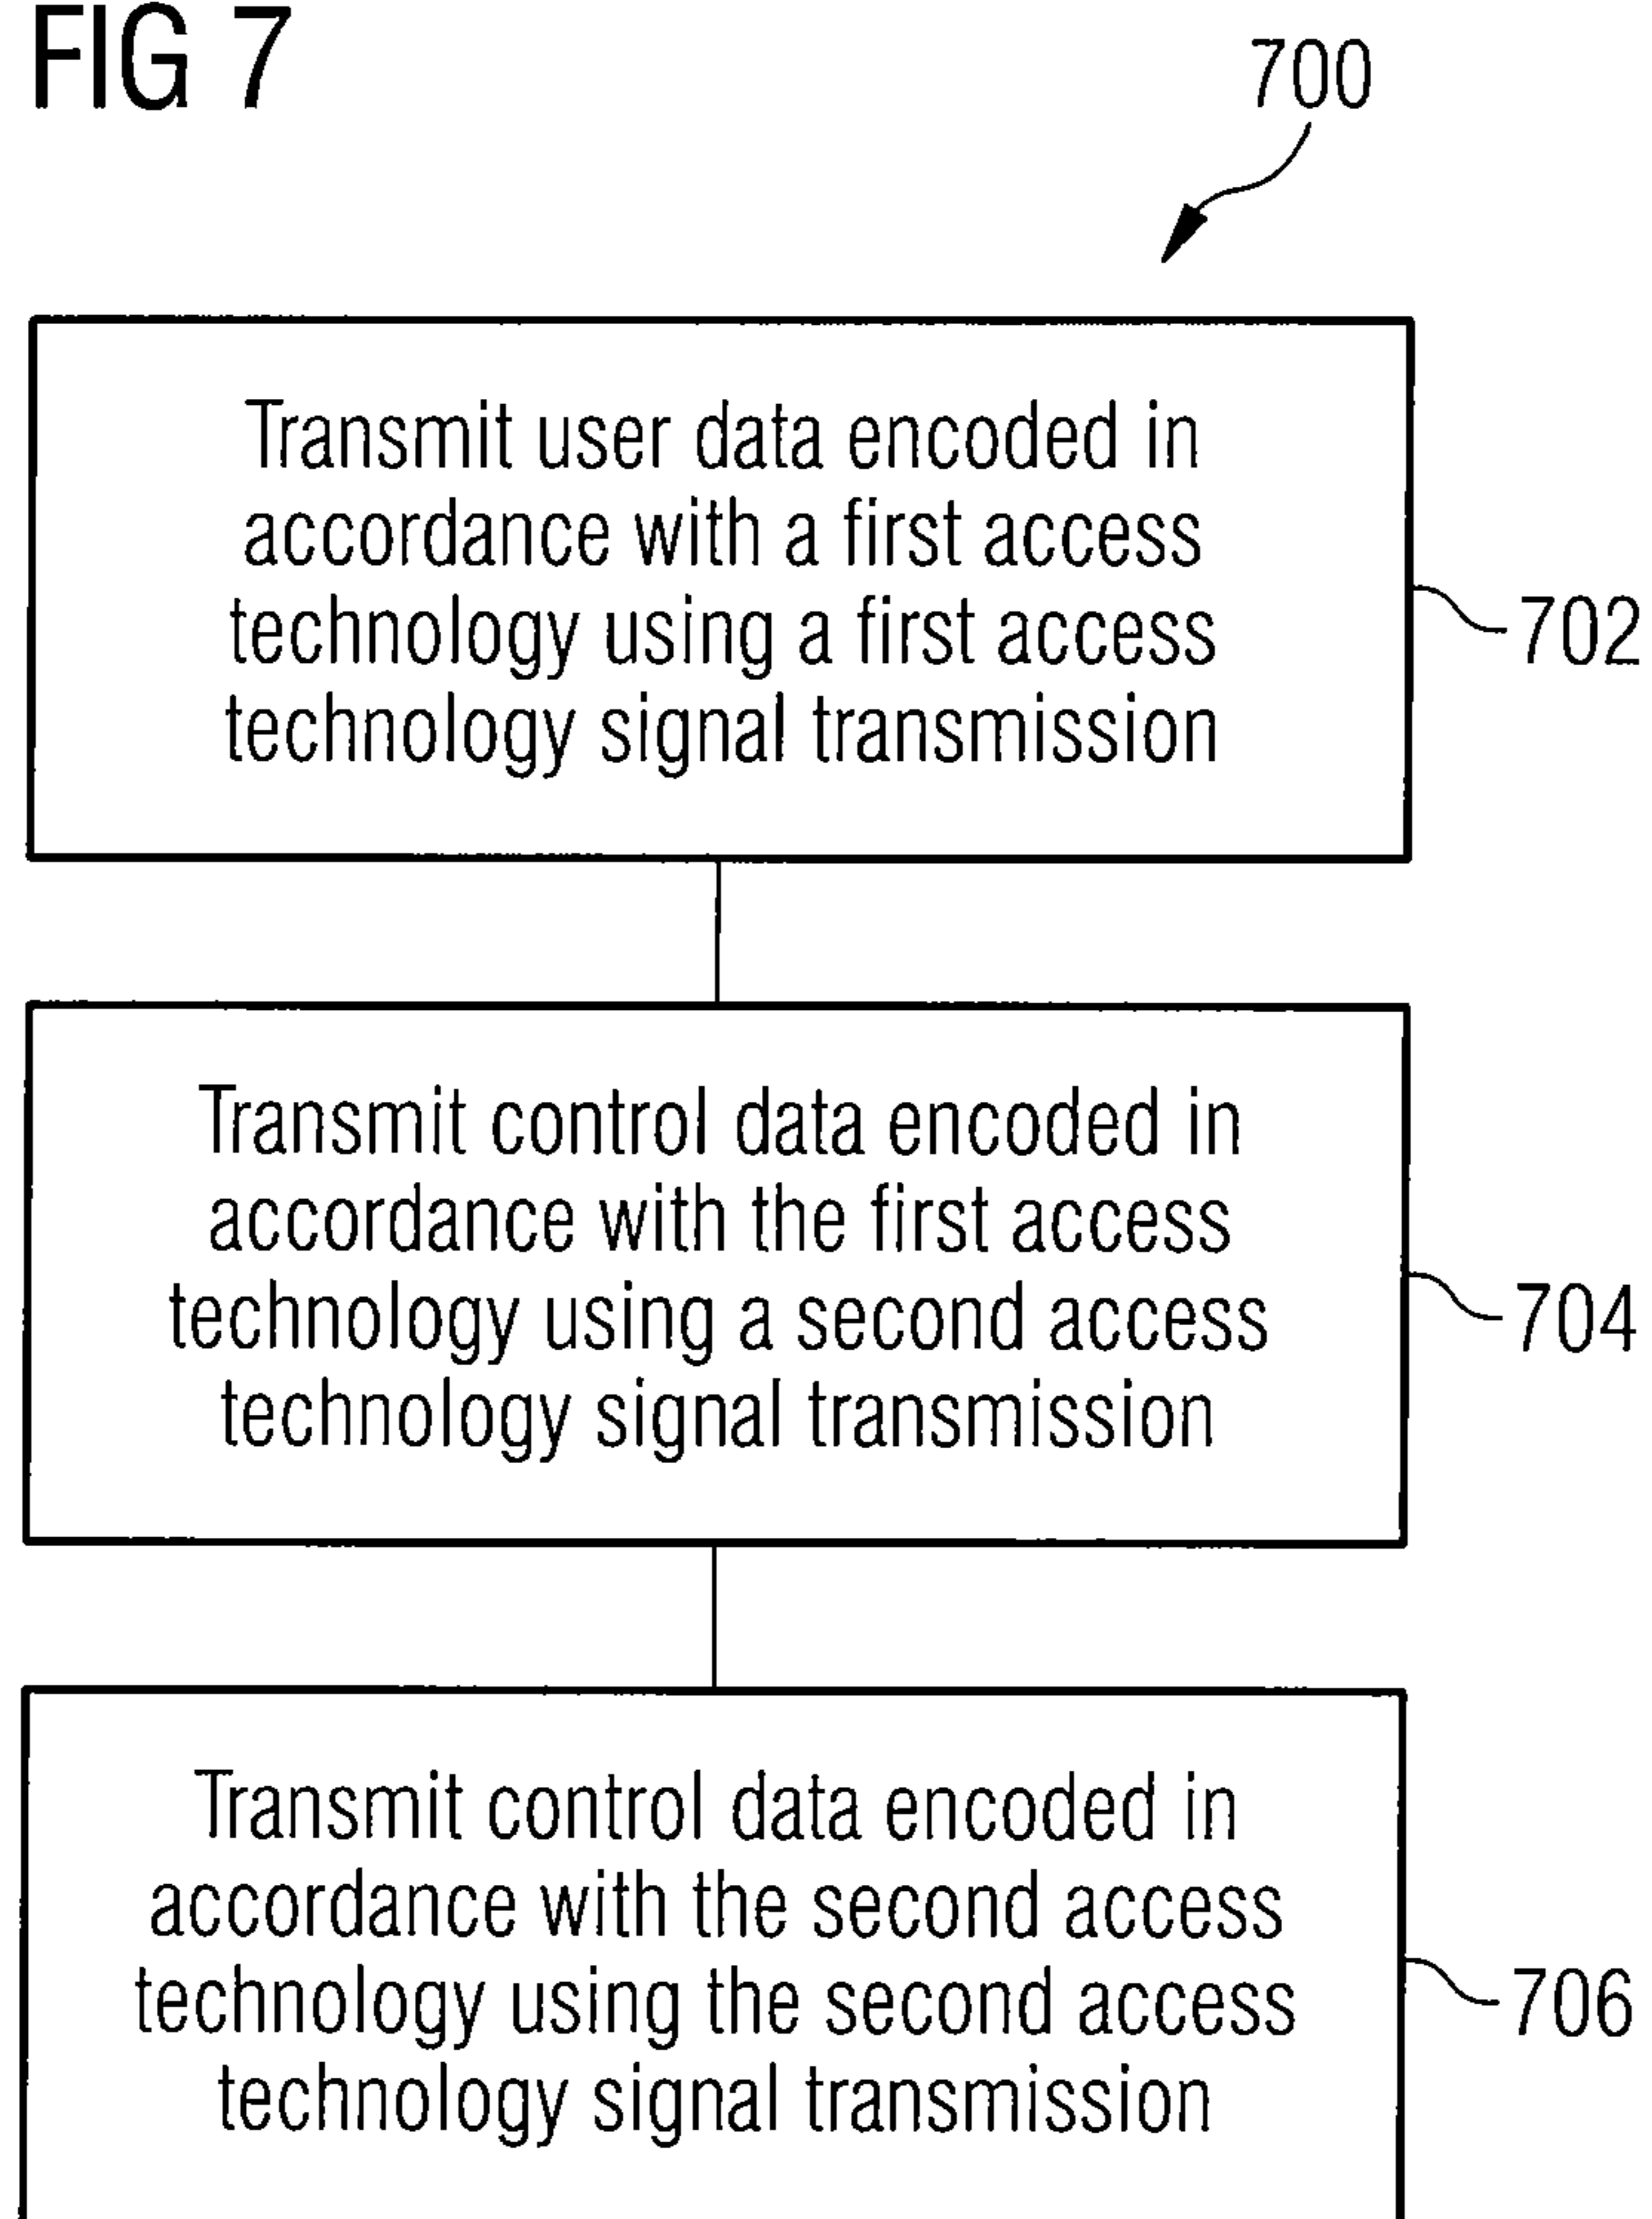 FIG 7
700
Transmit user data encoded in
accordance with a first access
technology using a first access
technology signal transmission
702
Transmit control data encoded in
accordance with the first access
technology using a second access
technology signal transmission
704
Transmit control data encoded in
accordance with the second access
technology using the second access
technology signal transmission
706